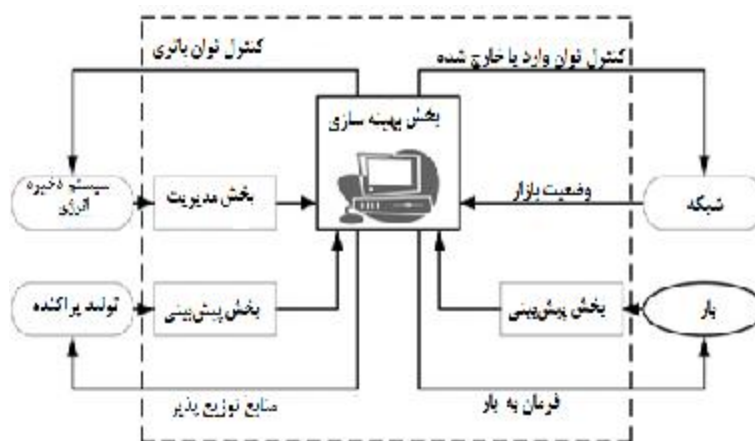 کنترل توان وارد یا خارج شده
کنترل توان باتری
بخش بهینه سازی
وضعیت بازار
شبکه
بخش مدیریت
سیستم ذخیره
انرژی
بار
بخش پیش‌بینی
بخش پیش‌بینی
تولید پراکنده
فرمان به بار
منابع توزیع پذیر